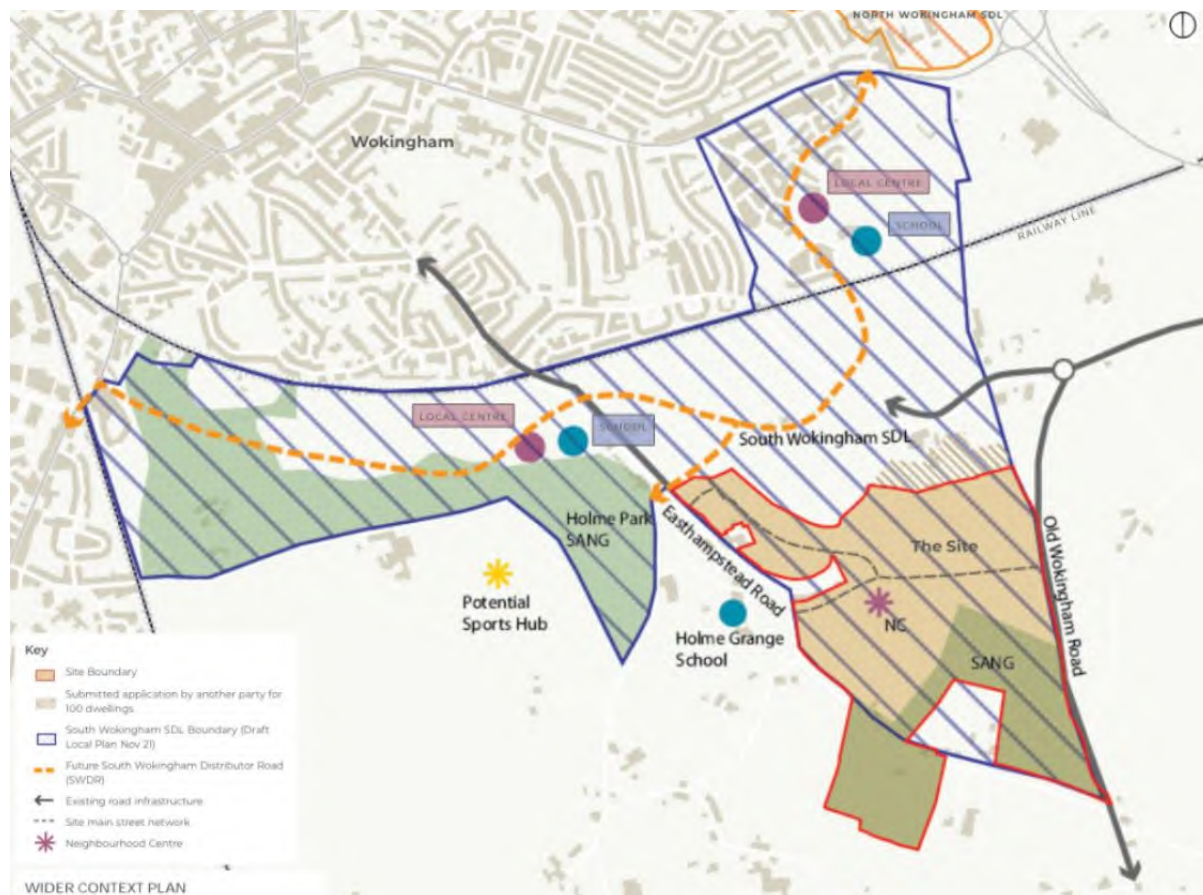 NORTH WOKINGHAM SDL
Wokingham
LOCAL CENTRE
SCHOOL
RAILWAY LINE
LOCAL CENTRE
SCHOOL
South Wokingham SDL
Holme Park
SANG
Easthampstead Road
The Site
Old Wokingham Road
Potential
Sports Hub
NC
Holme Grange
School
SANG
Key
Site Boundary
Submitted application by another party for
100 dwellings
South Wokingham SDL Boundary (Draft
Local Plan Nov 21)
Future South Wokingham Distributor Road
(SWDR)
Existing road infrastructure
Site main street network
Neighbourhood Centre
WIDER CONTEXT PLAN